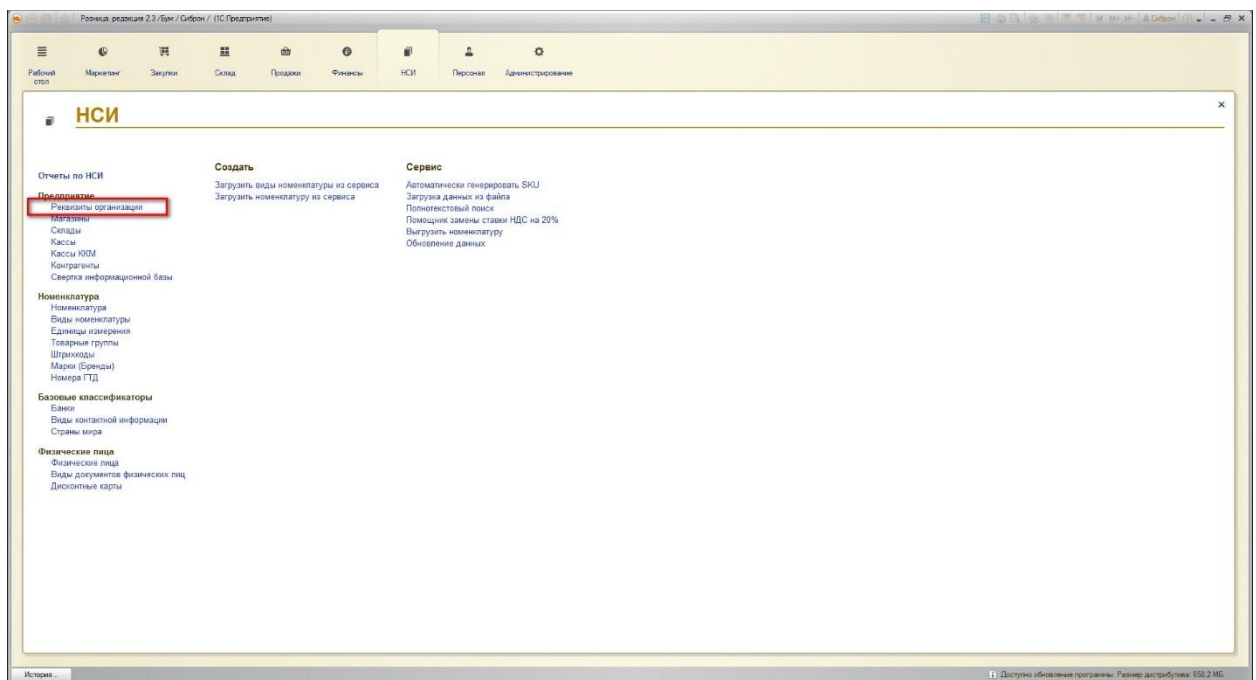 Розница, редакция 2.3 /Бум / Сиброн / (1С:Предприятие)
M M+ M- Сиброн
Рабочий стол
Маркетинг
Закупки
Склад
Продажи
Финансы
НСИ
Персонал
Администрирование
НСИ
Отчеты по НСИ
Предприятие
Реквизиты организации
Магазины
Склады
Кассы
Кассы ККМ
Контрагенты
Свертка информационной базы
Номенклатура
Номенклатура
Виды номенклатуры
Единицы измерения
Товарные группы
Штрихкоды
Марки (Бренды)
Номера ГТД
Базовые классификаторы
Банки
Виды контактной информации
Страны мира
Физические лица
Физические лица
Виды документов физических лиц
Дисконтные карты
Создать
Загрузить виды номенклатуры из сервиса
Загрузить номенклатуру из сервиса
Сервис
Автоматически генерировать SKU
Загрузка данных из файла
Полнотекстовый поиск
Помощник замены ставки НДС на 20%
Выгрузить номенклатуру
Обновление данных
История...
Доступно обновление программы. Размер дистрибутива: 658,2 МБ.